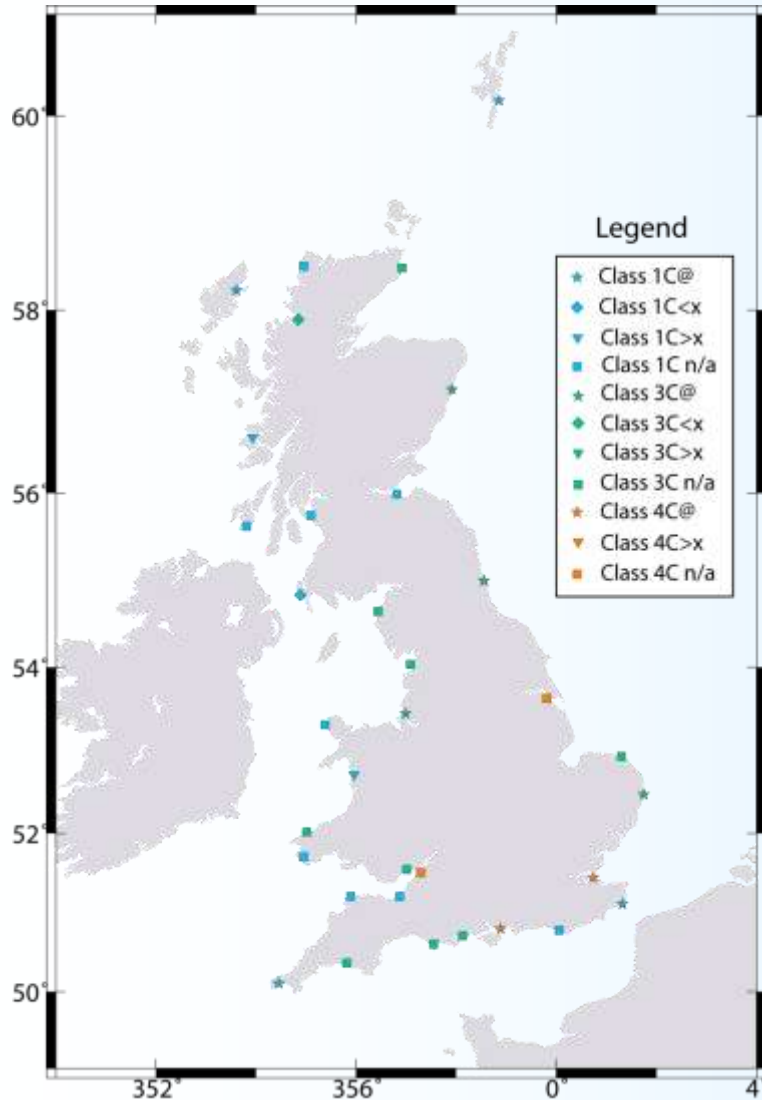 60°
Legend
Class 1C@
58°
Class 1C<x
Class 1C>x
Class 1C n/a
Class 3C@
Class 3C<x
Class 3C>x
Class 3C n/a
56°
Class 4C@
Class 4C>x
Class 4C n/a
54°
52°
50°
352° 356° 0° 4°